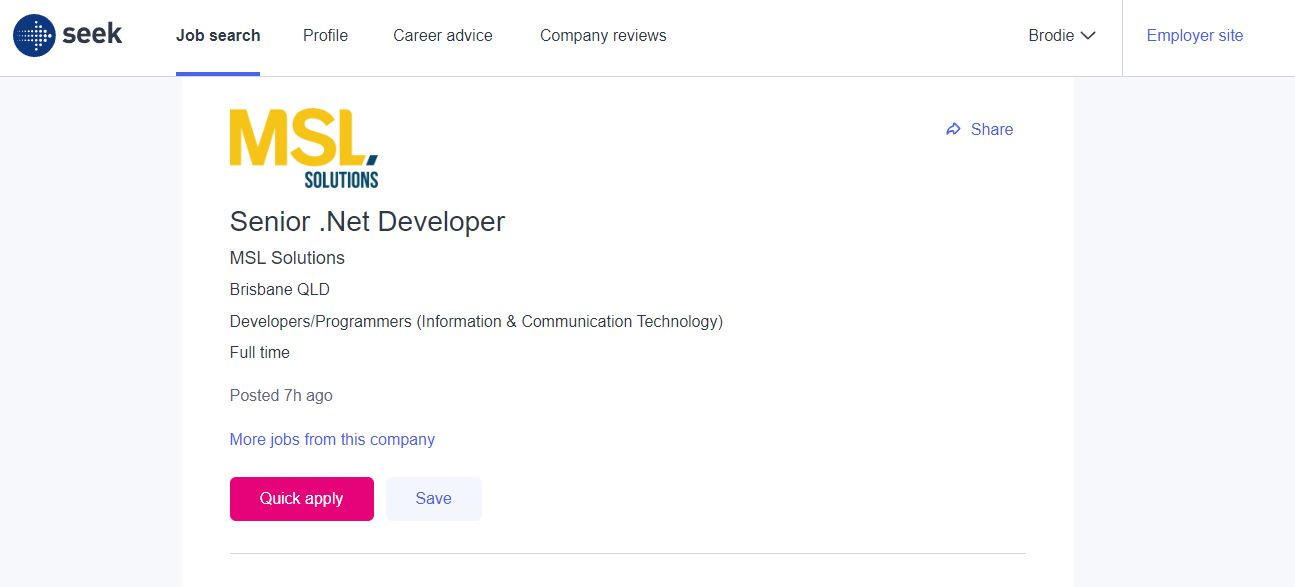 seek
Job search Profile Career advice Company reviews Brodie Employer site
MSL
SOLUTIONS
Share
Senior .Net Developer
MSL Solutions
Brisbane QLD
Developers/Programmers (Information & Communication Technology)
Full time
Posted 7h ago
More jobs from this company
Quick apply Save